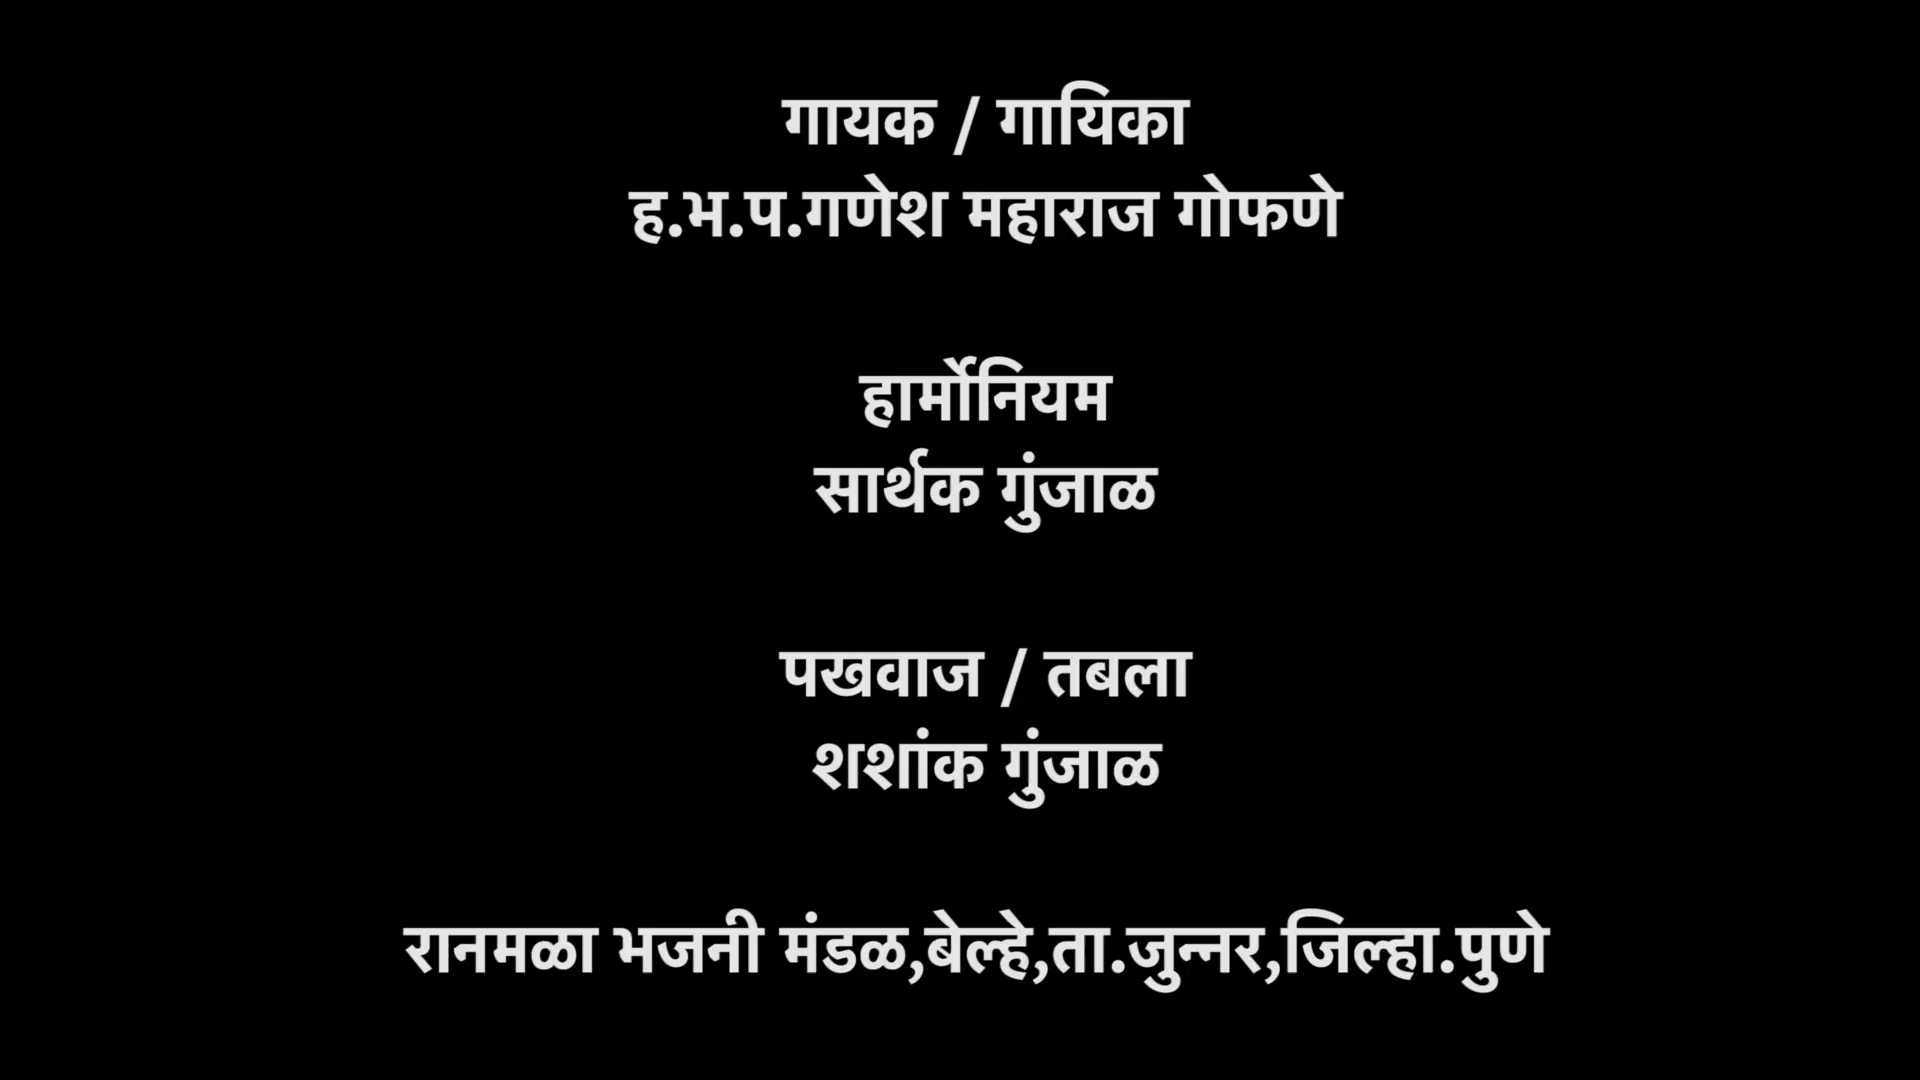 गायक / गायिका
ह.भ.प.गणेश महाराज गोफणे
हार्मोनियम
सार्थक गुंजाळ
पखवाज / तबला
शशांक गुंजाळ
रानमळा भजनी मंडळ,बेल्हे,ता.जुन्नर,जिल्हा.पुणे